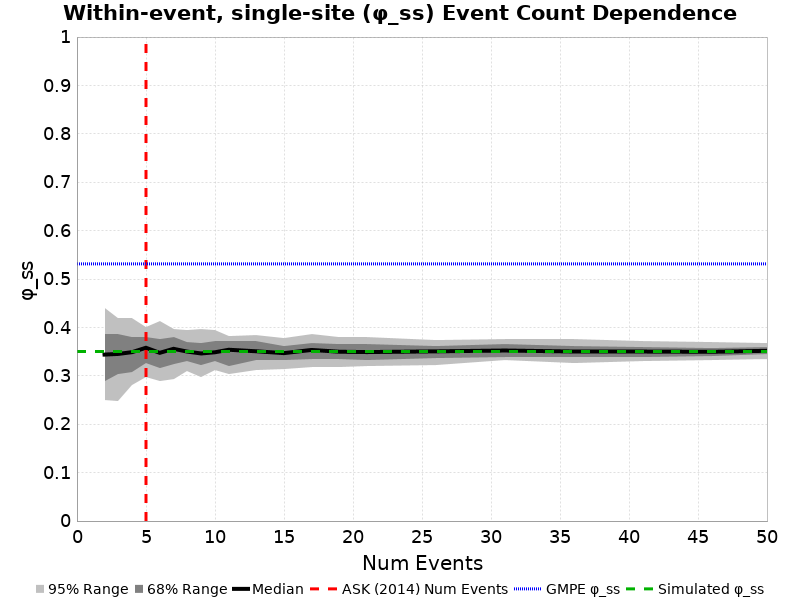 Within-event, single-site (φ_ss) Event Count Dependence
1
0.9
0.8
0.7
0.6
0.5
0.4
0.3
0.2
0.1
0
φ_ss
0 5 10 15 20 25 30 35 40 45 50
Num Events
95% Range 68% Range Median ASK (2014) Num Events GMPE φ_ss Simulated φ_ss